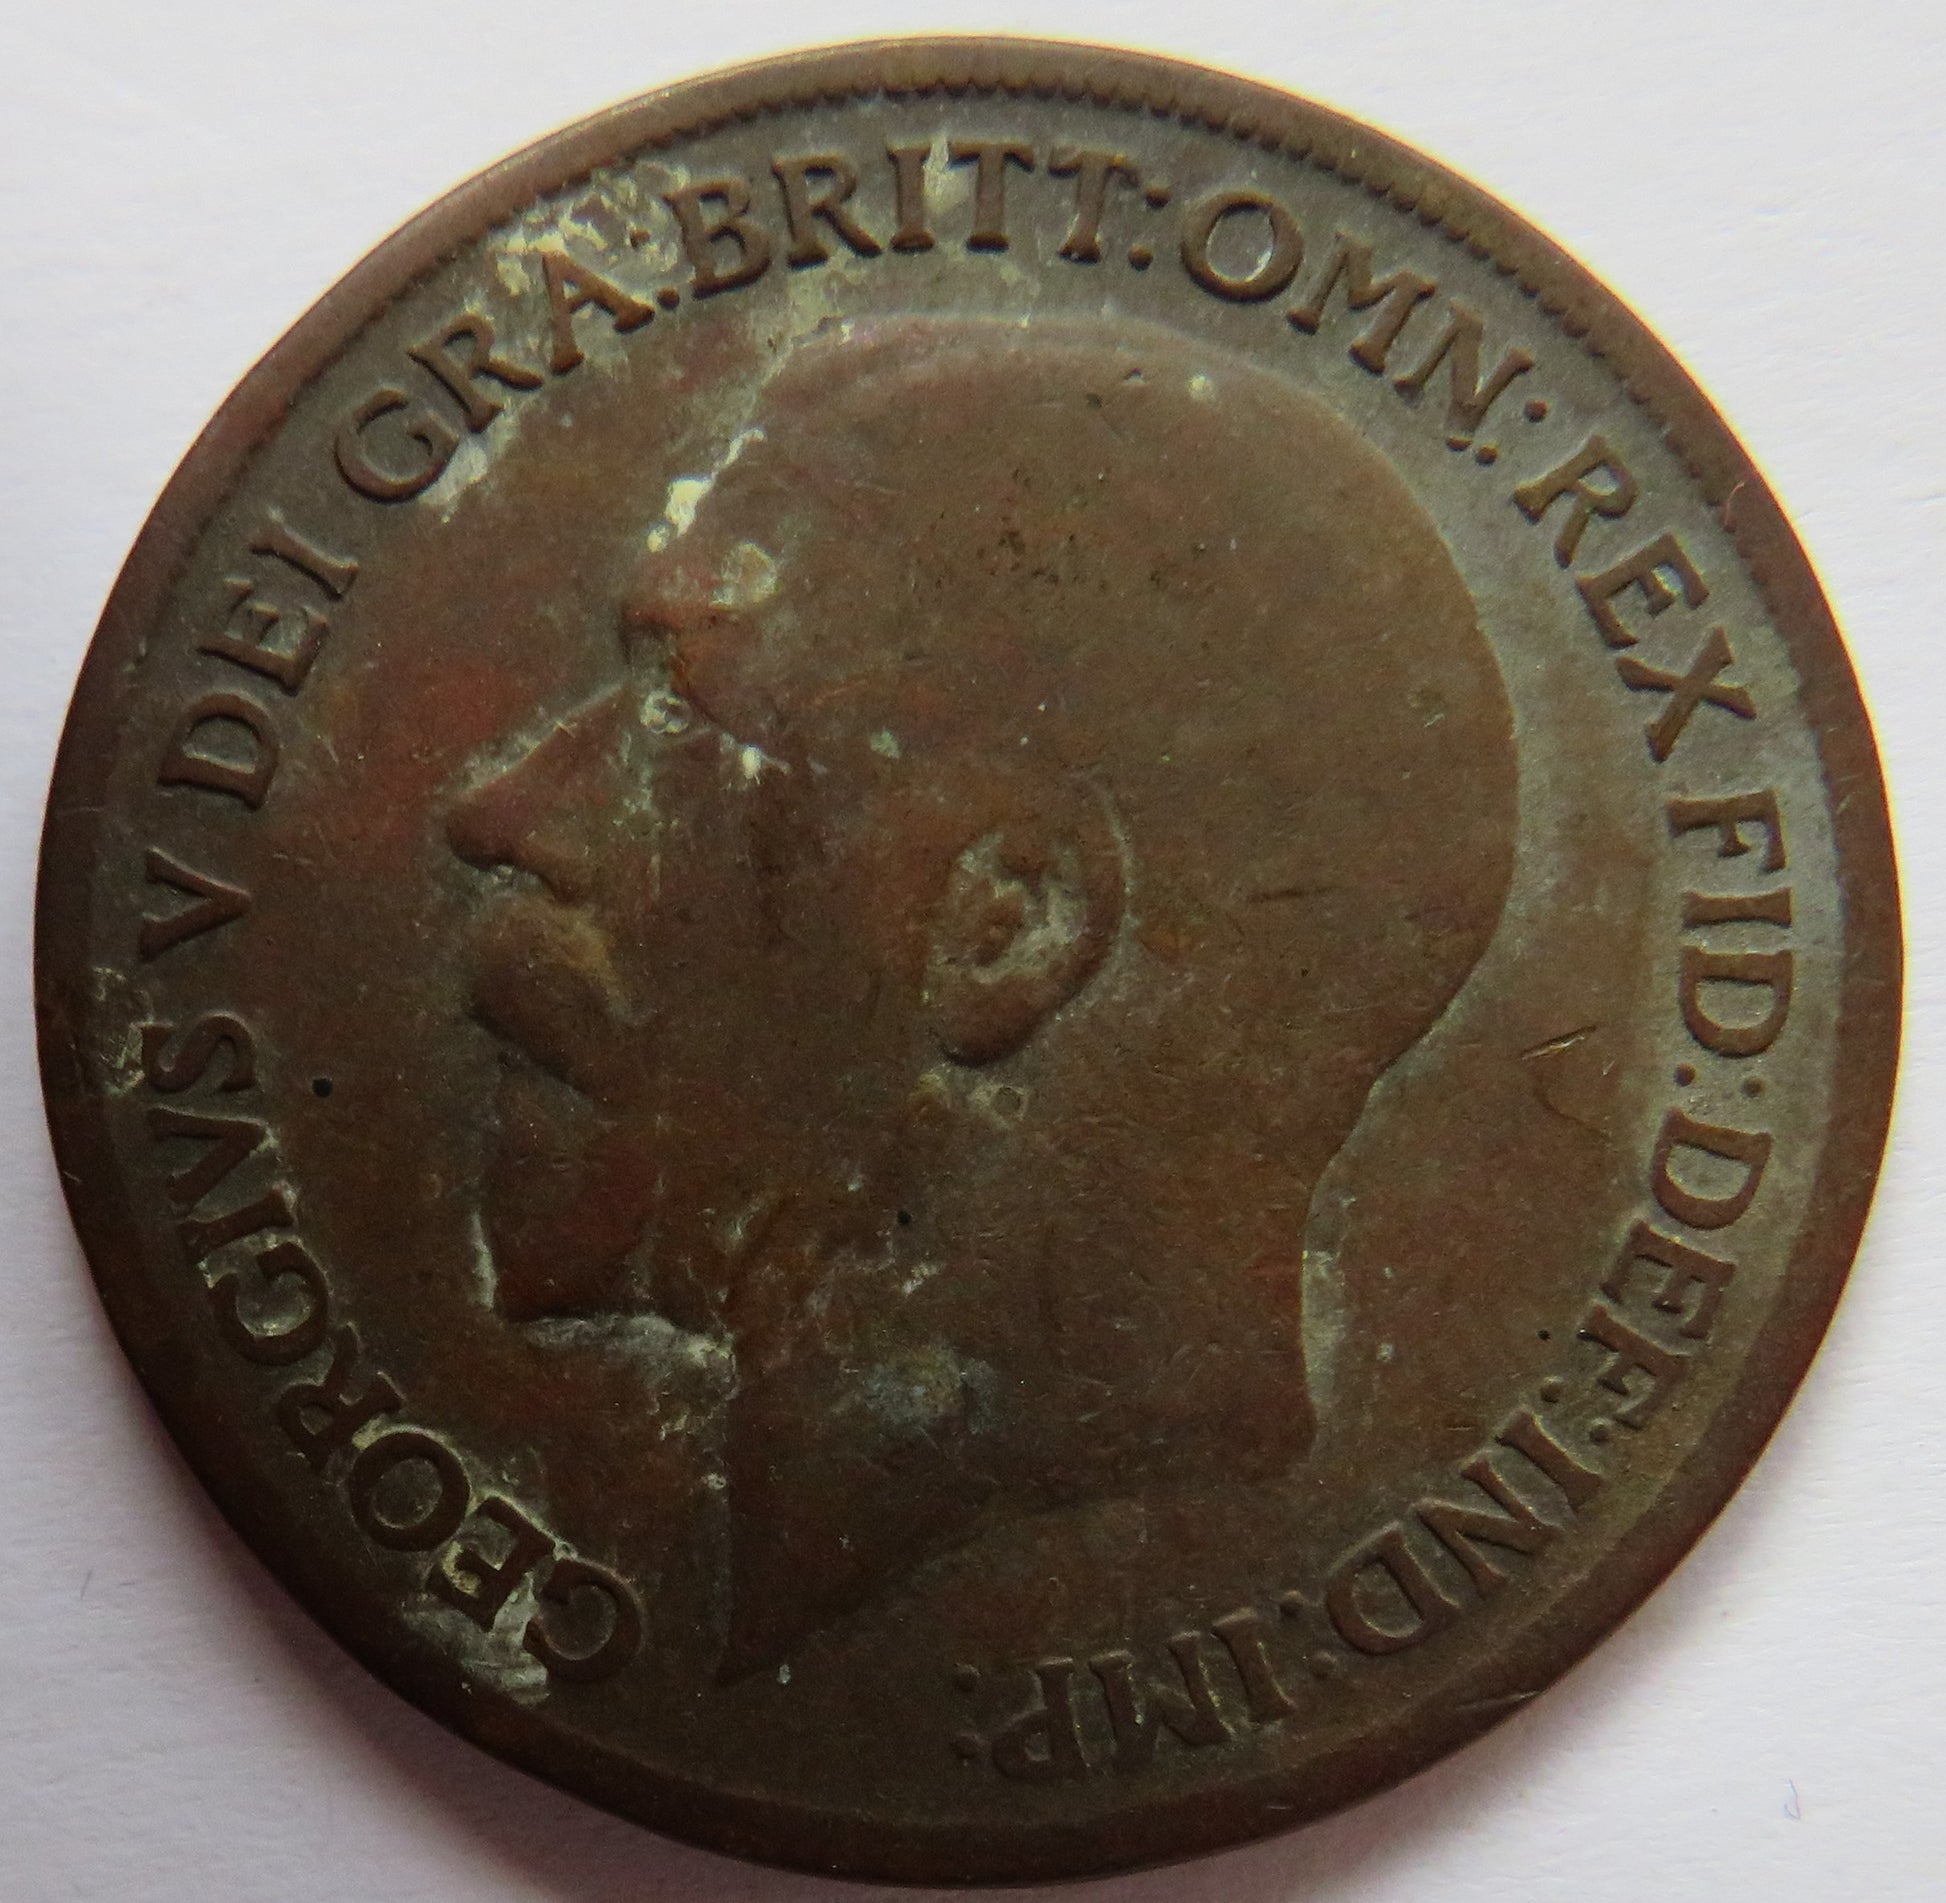 GEORGIVS V DEI GRA: BRITT: OMN: REX FID: DEF: IND: IMP: